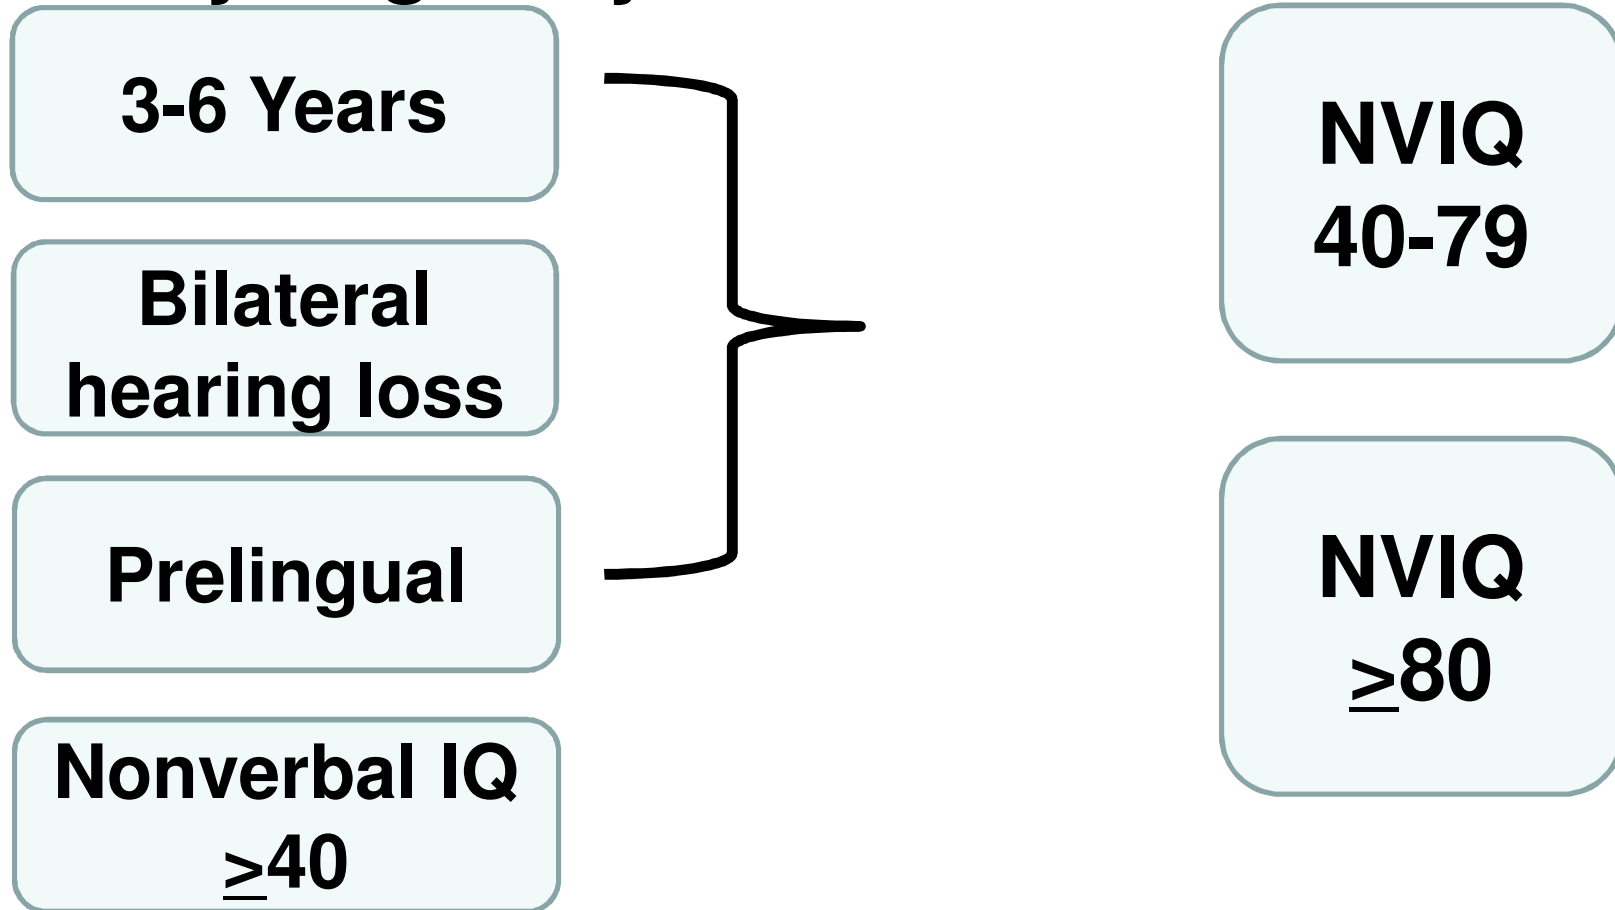 3-6 Years
Bilateral
hearing loss
Prelingual
Nonverbal IQ
≥40
NVIQ
40-79
NVIQ
≥80